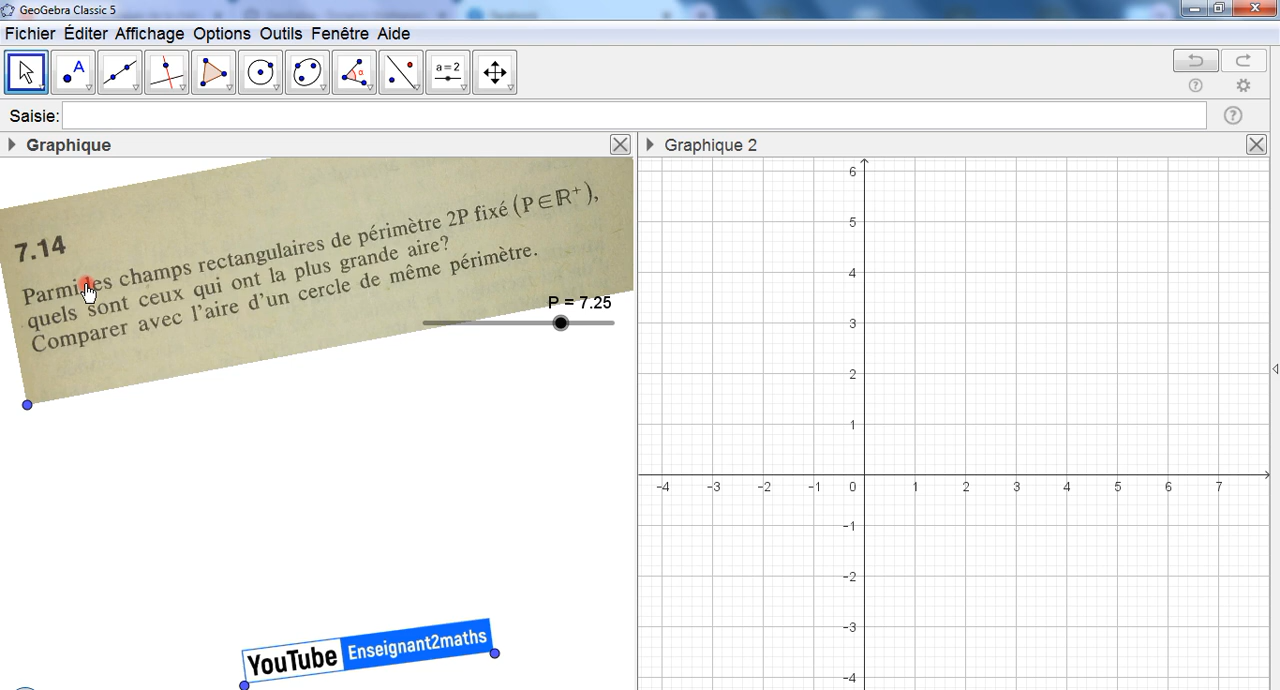 GeoGebra Classic 5
Fichier Éditer Affichage Options Outils Fenêtre Aide
A
α
a = 2
Saisie:
Graphique
Graphique 2
7.14
Parmi les champs rectangulaires de périmètre 2P fixé (P∈ℝ⁺),
quels sont ceux qui ont la plus grande aire?
Comparer avec l'aire d'un cercle de même périmètre.
P = 7.25
YouTube Enseignant2maths
6
5
4
3
2
1
-4 -3 -2 -1 0 1 2 3 4 5 6 7
-1
-2
-3
-4